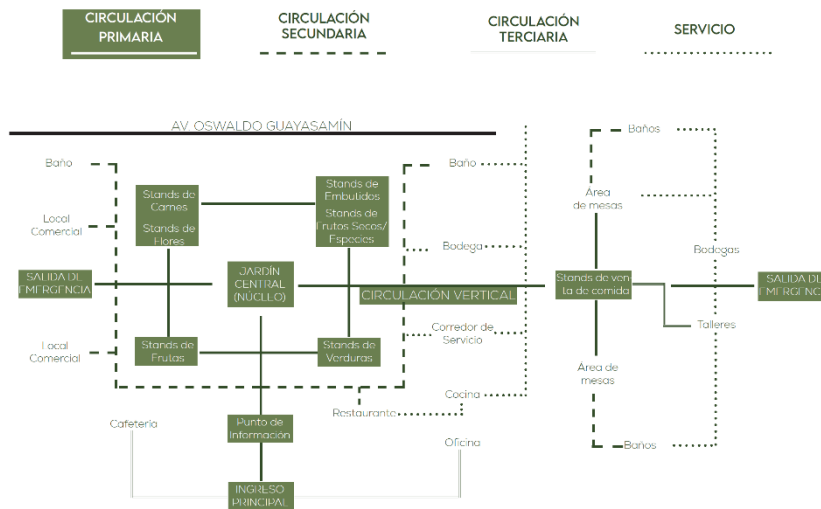 CIRCULACIÓN
PRIMARIA
CIRCULACIÓN
SECUNDARIA
CIRCULACIÓN
TERCIARIA
SERVICIO
AV. OSWALDO GUAYASAMÍN
Baño
Stands de
Carnes
Stands de
Flores
Stands de
Embutidos
Stands de
Frutos Secos/
Especies
Baño
Baños
Área
de mesas
Local
Comercial
Bodega
Bodegas
SALIDA DE
EMERGENCIA
JARDÍN
CENTRAL
(NÚCLLO)
CIRCULACIÓN VERTICAL
Stands de ven-
ta de comida
SALIDA DE
EMERGENCIA
Local
Comercial
Stands de
Frutas
Stands de
Verduras
Corredor de
Servicio
Talleres
Área de
mesas
Cocina
Restaurante
Cafetería
Punto de
Información
Oficina
Baños
INGRESO
PRINCIPAL